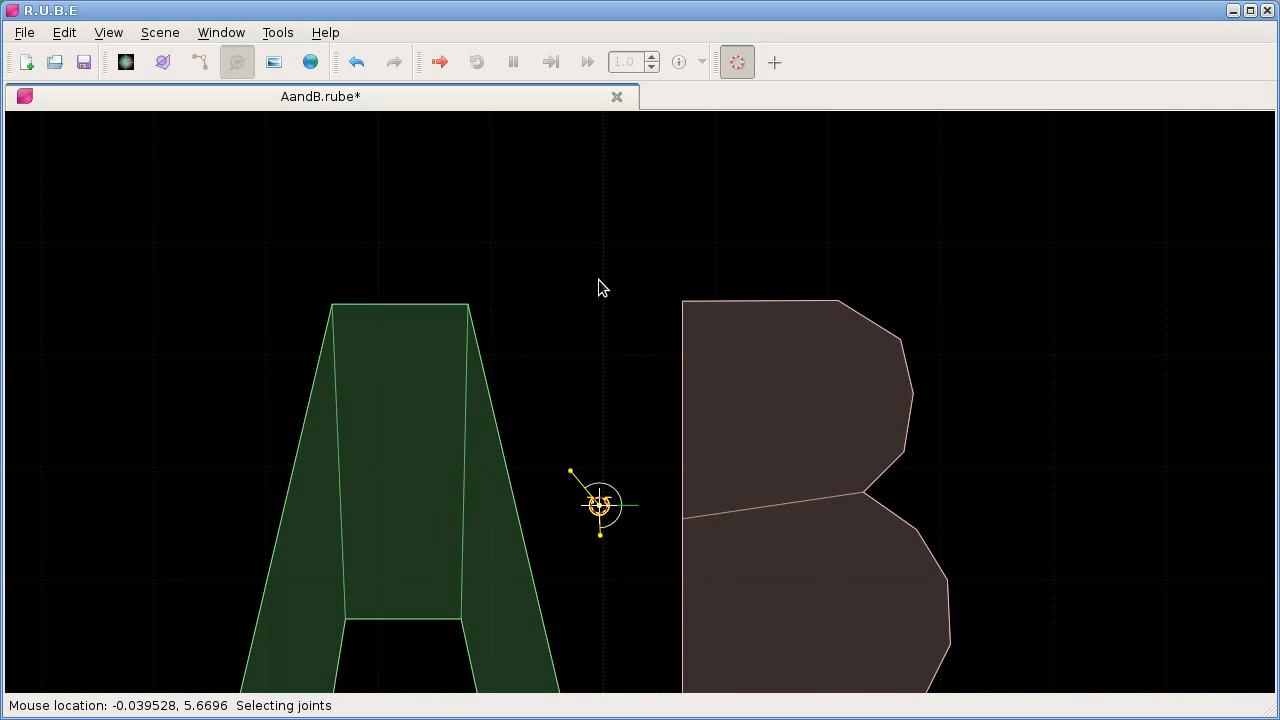 R.U.B.E
File Edit View Scene Window Tools Help
1.0
AandB.rube*
Mouse location: -0.039528, 5.6696 Selecting joints